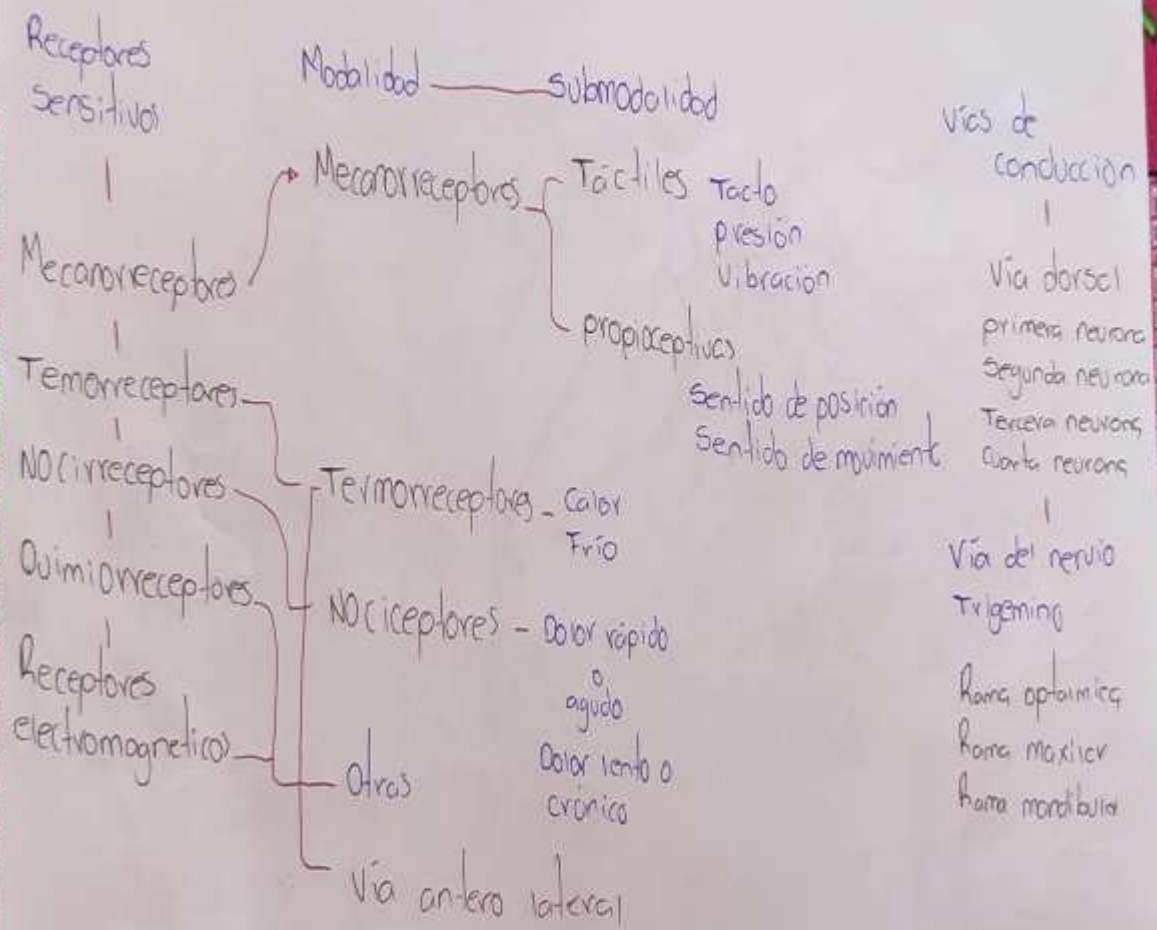 Receptores
Sensitivos
Mecanorreceptores
Temorreceptores
NOcirreceptores
Quimiorreceptores
Receptores
electromagneticos
Modalidad submodalidad
Mecanorreceptores
Tactiles Tacto
presión
Vibración
propioceptivas
Sentido de posición
Sentido de movimient
Termorreceptores - Calor
Frío
NOciceptores - Dolor rápido
o
agudo
Dolor lento o
crónico
Otras
Vía antero lateral
Vías de
conducción
Vía dorsal
primera neurona
Segunda neurona
Tercera neurona
Cuarta neurona
Vía del nervio
Trigemino
Rama optalmica
Rama maxilar
Rama mandibular